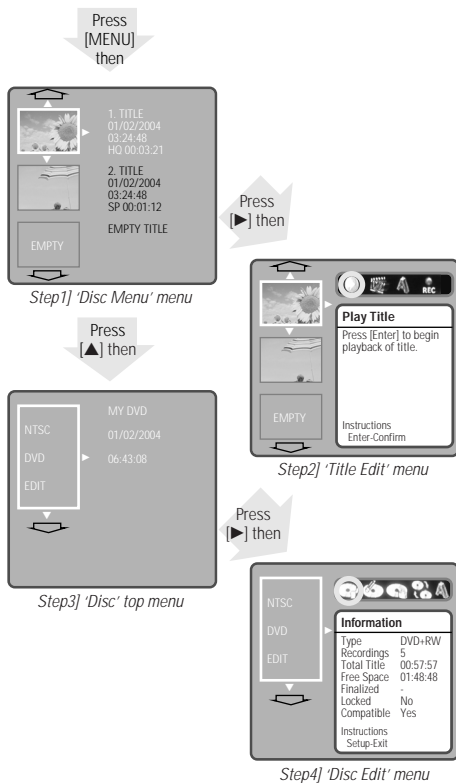 Press
[MENU]
then
1. TITLE
01/02/2004
03:24:48
HQ 00:03:21
2. TITLE
01/02/2004
03:24:48
SP 00:01:12
EMPTY
EMPTY TITLE
Step1] 'Disc Menu' menu
Press
[▶] then
REC
Play Title
Press [Enter] to begin
playback of title.
EMPTY
Instructions
Enter-Confirm
Step2] 'Title Edit' menu
Press
[▲] then
NTSC
DVD
EDIT
MY DVD
01/02/2004
06:43:08
Step3] 'Disc' top menu
Press
[▶] then
NTSC
DVD
EDIT
Information
Type DVD+RW
Recordings 5
Total Title 00:57:57
Free Space 01:48:48
Finalized -
Locked No
Compatible Yes
Instructions
Setup-Exit
Step4] 'Disc Edit' menu